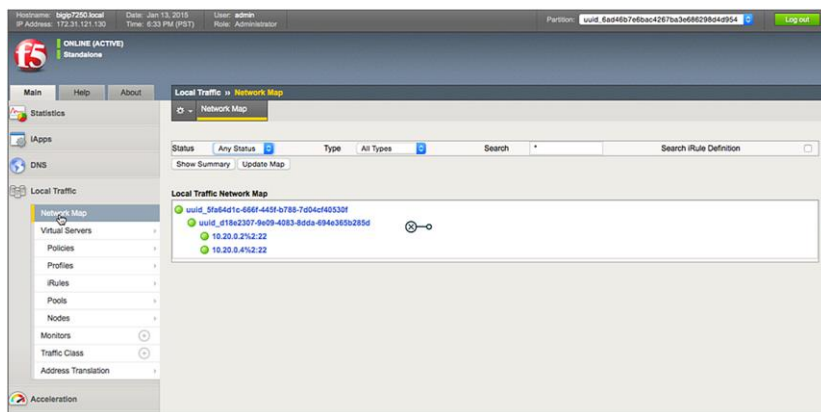 Hostname: bigip7250.local Date: Jan 13, 2015 User: admin
IP Address: 172.31.121.130 Time: 6:33 PM (PST) Role: Administrator
Partition: uuid_6ad46b7e6bac4267ba3e686298d4d954 Log out
f5
ONLINE (ACTIVE)
Standalone
Main Help About
Local Traffic » Network Map
Statistics
Network Map
iApps
Status Any Status Type All Types Search * Search iRule Definition
DNS
Show Summary Update Map
Local Traffic
Local Traffic Network Map
Network Map
uuid_5fa64d1c-666f-445f-b788-7d04cf40530f
Virtual Servers
uuid_d18e2307-9e09-4083-8dda-694e365b285d
Policies
10.20.0.2%2:22
10.20.0.4%2:22
Profiles
iRules
Pools
Nodes
Monitors
Traffic Class
Address Translation
Acceleration